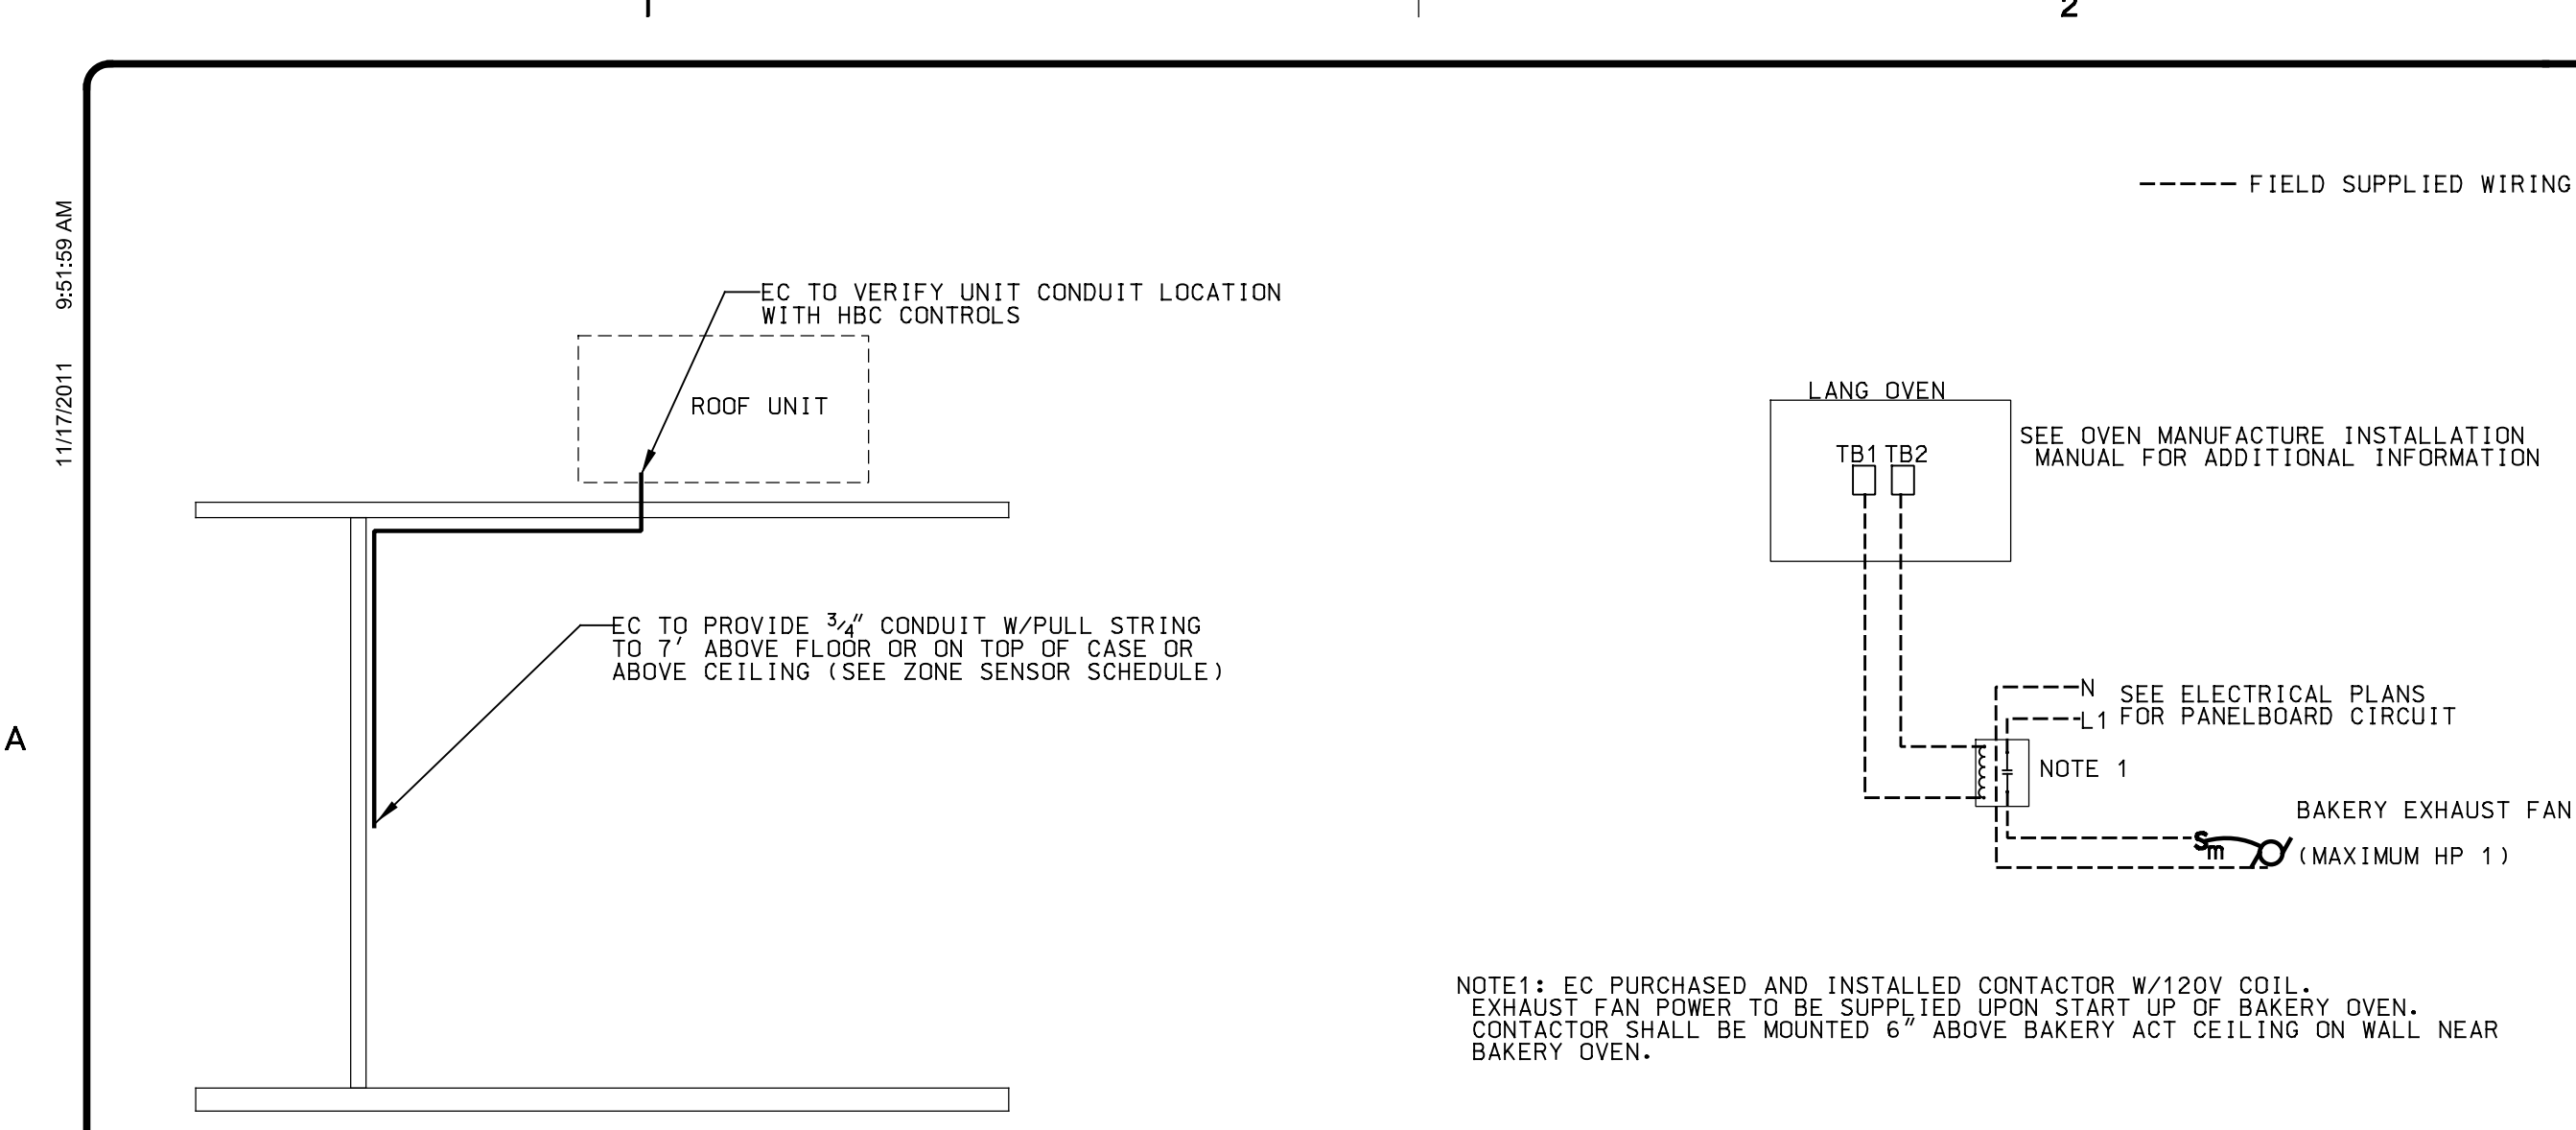 1
2
9:51:59 AM
11/17/2011
A
EC TO VERIFY UNIT CONDUIT LOCATION
WITH HBC CONTROLS
ROOF UNIT
EC TO PROVIDE 3/4" CONDUIT W/PULL STRING
TO 7' ABOVE FLOOR OR ON TOP OF CASE OR
ABOVE CEILING (SEE ZONE SENSOR SCHEDULE)
----- FIELD SUPPLIED WIRING
LANG OVEN
TB1 TB2
SEE OVEN MANUFACTURE INSTALLATION
MANUAL FOR ADDITIONAL INFORMATION
N
L1
SEE ELECTRICAL PLANS
FOR PANELBOARD CIRCUIT
NOTE 1
BAKERY EXHAUST FAN
Sm
(MAXIMUM HP 1)
NOTE1: EC PURCHASED AND INSTALLED CONTACTOR W/120V COIL.
EXHAUST FAN POWER TO BE SUPPLIED UPON START UP OF BAKERY OVEN.
CONTACTOR SHALL BE MOUNTED 6" ABOVE BAKERY ACT CEILING ON WALL NEAR
BAKERY OVEN.